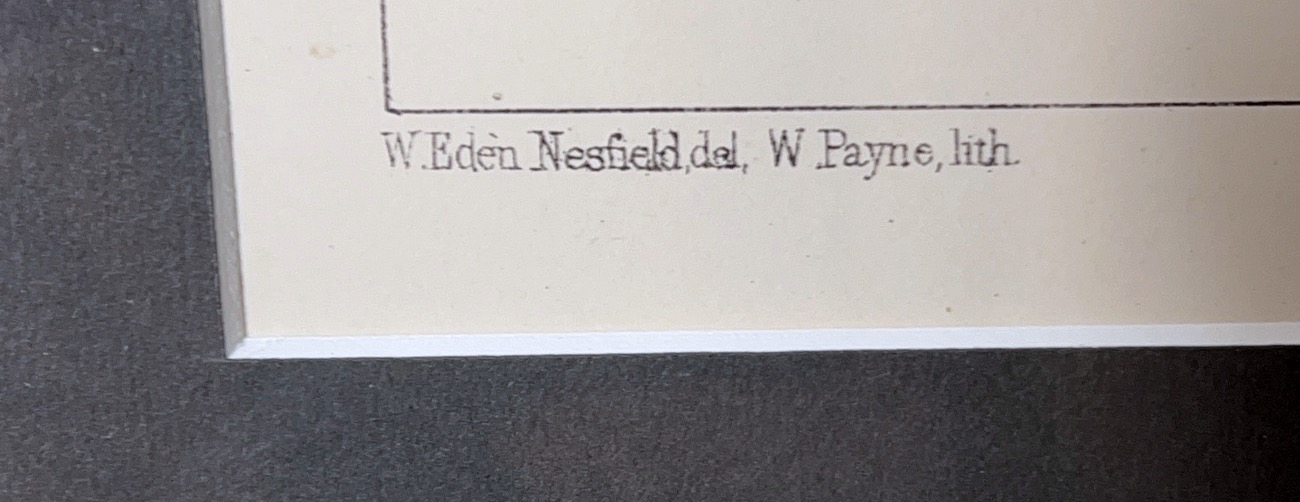 W. Eden Nesfield, del, W Payne, lith.